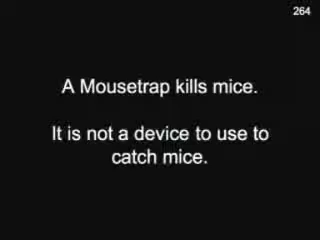 264
A Mousetrap kills mice.
It is not a device to use to
catch mice.